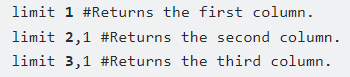 limit 1 #Returns the first column.
limit 2,1 #Returns the second column.
limit 3,1 #Returns the third column.